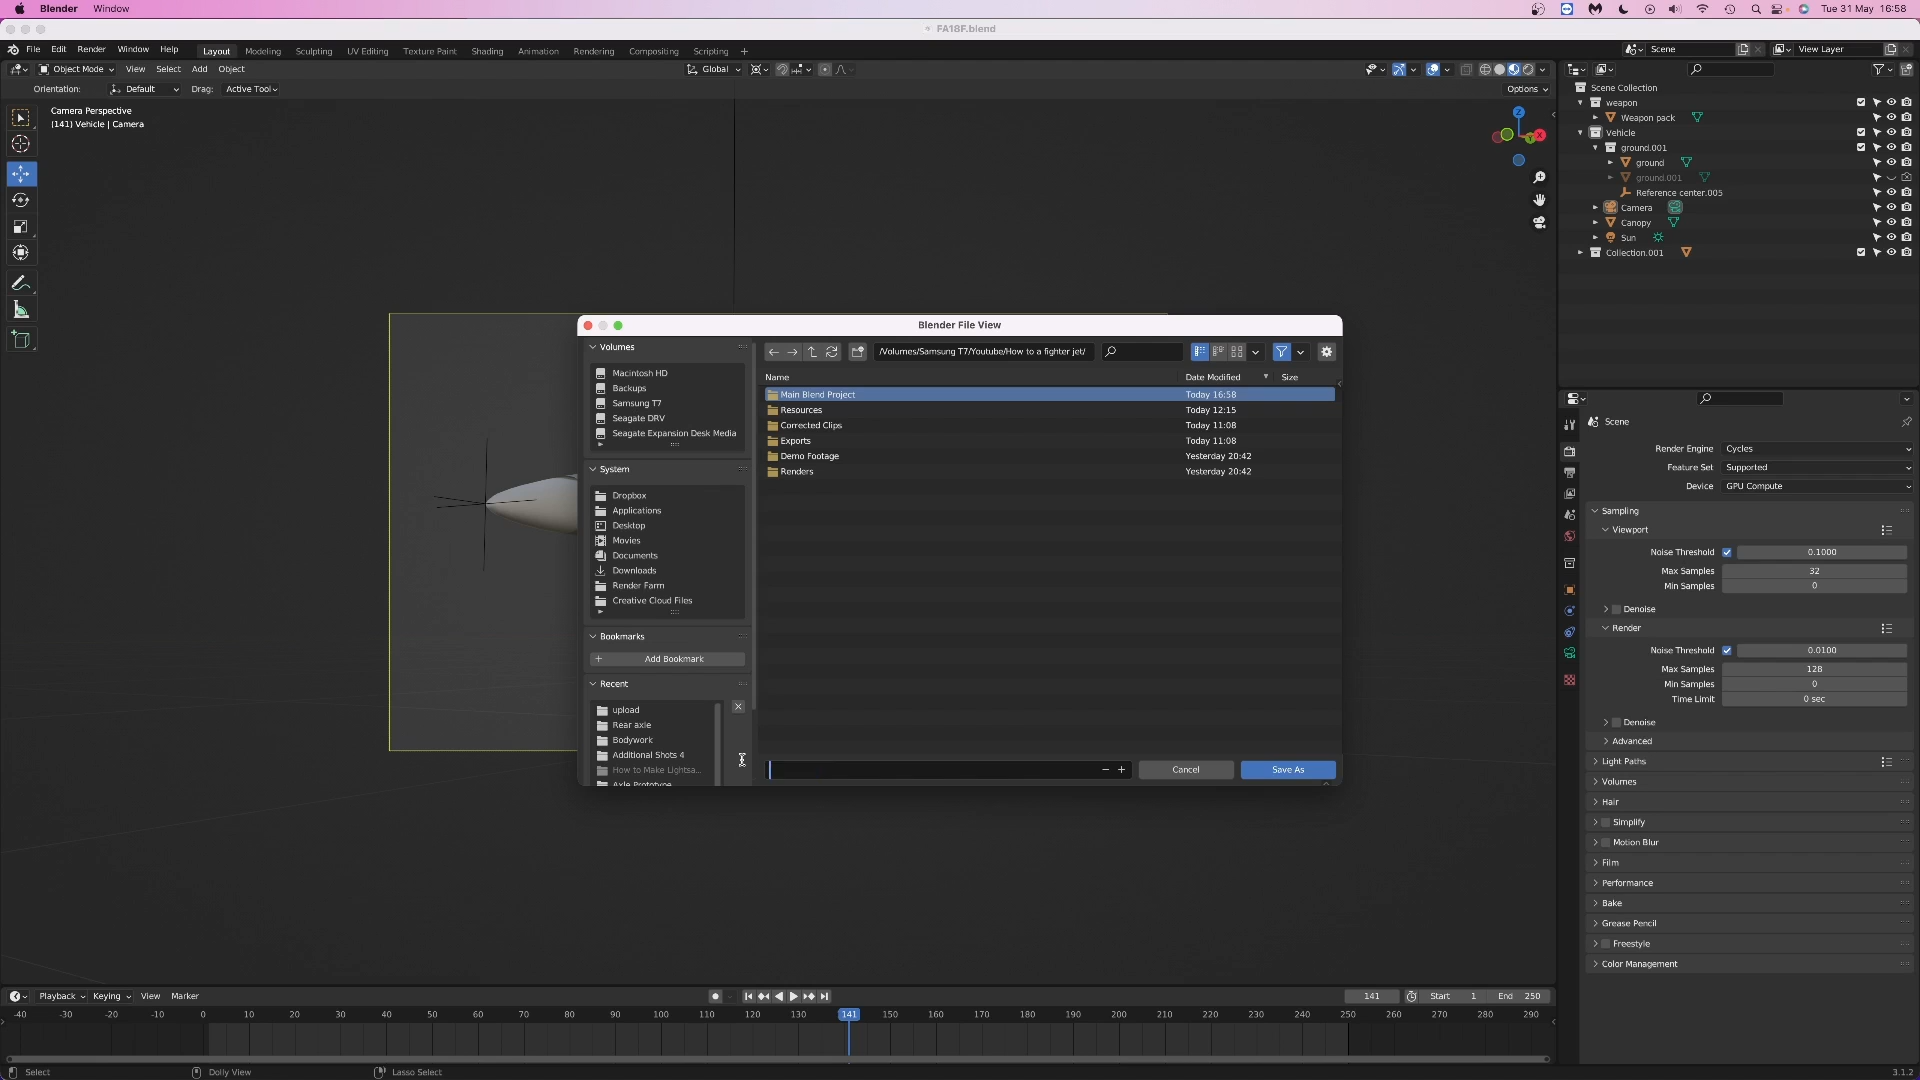 Blender Window Tue 31 May 16:58
FA18F.blend
File Edit Render Window Help Layout Modeling Sculpting UV Editing Texture Paint Shading Animation Rendering Compositing Scripting + Scene View Layer
Object Mode View Select Add Object Global
Orientation: Default Drag: Active Tool Options
Camera Perspective
(141) Vehicle | Camera
Z
X
Y
Scene Collection
weapon
Weapon pack
Vehicle
ground.001
ground
ground.001
Reference center.005
Camera
Canopy
Sun
Collection.001
Blender File View
Volumes
Macintosh HD
Backups
Samsung T7
Seagate DRV
Seagate Expansion Desk Media
System
Dropbox
Applications
Desktop
Movies
Documents
Downloads
Render Farm
Creative Cloud Files
Bookmarks
+ Add Bookmark
Recent
upload
Rear axle
Bodywork
Additional Shots 4
How to Make Lightsa...
Axle Prototype
/Volumes/Samsung T7/Youtube/How to a fighter jet/
Name Date Modified Size
Main Blend Project Today 16:58
Resources Today 12:15
Corrected Clips Today 11:08
Exports Today 11:08
Demo Footage Yesterday 20:42
Renders Yesterday 20:42
− + Cancel Save As
Scene
Render Engine Cycles
Feature Set Supported
Device GPU Compute
Sampling
Viewport
Noise Threshold 0.1000
Max Samples 32
Min Samples 0
Denoise
Render
Noise Threshold 0.0100
Max Samples 128
Min Samples 0
Time Limit 0 sec
Denoise
Advanced
Light Paths
Volumes
Hair
Simplify
Motion Blur
Film
Performance
Bake
Grease Pencil
Freestyle
Color Management
Playback Keying View Marker 141 Start 1 End 250
-40 -30 -20 -10 0 10 20 30 40 50 60 70 80 90 100 110 120 130 141 150 160 170 180 190 200 210 220 230 240 250 260 270 280 290
Select Dolly View Lasso Select 3.1.2